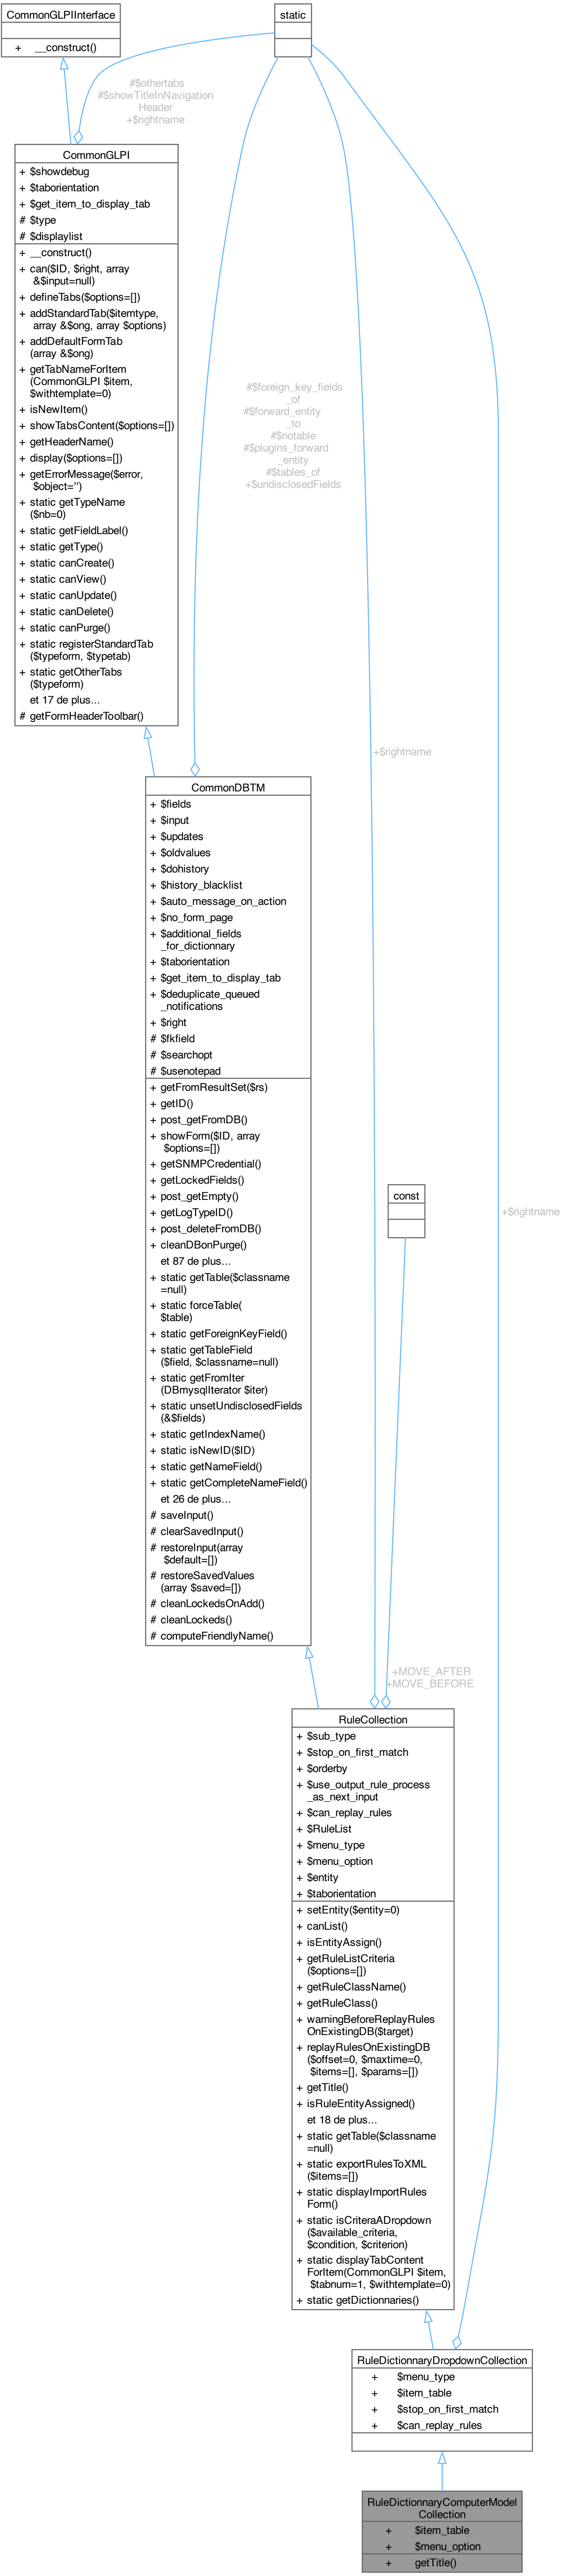 CommonGLPIInterface
+ __construct()
static
#$othertabs
#$showTitleInNavigation
Header
+$rightname
CommonGLPI
+ $showdebug
+ $taborientation
+ $get_item_to_display_tab
# $type
# $displaylist
+ __construct()
+ can($ID, $right, array
&$input=null)
+ defineTabs($options=[])
+ addStandardTab($itemtype,
array &$ong, array $options)
+ addDefaultFormTab
(array &$ong)
+ getTabNameForItem
(CommonGLPI $item,
$withtemplate=0)
+ isNewItem()
+ showTabsContent($options=[])
+ getHeaderName()
+ display($options=[])
+ getErrorMessage($error,
$object='')
+ static getTypeName
($nb=0)
+ static getFieldLabel()
+ static getType()
+ static canCreate()
+ static canView()
+ static canUpdate()
+ static canDelete()
+ static canPurge()
+ static registerStandardTab
($typeform, $typetab)
+ static getOtherTabs
($typeform)
et 17 de plus...
# getFormHeaderToolbar()
#$foreign_key_fields
_of
#$forward_entity
_to
#$notable
#$plugins_forward
_entity
#$tables_of
+$undisclosedFields
+$rightname
CommonDBTM
+ $fields
+ $input
+ $updates
+ $oldvalues
+ $dohistory
+ $history_blacklist
+ $auto_message_on_action
+ $no_form_page
+ $additional_fields
_for_dictionnary
+ $taborientation
+ $get_item_to_display_tab
+ $deduplicate_queued
_notifications
+ $right
# $fkfield
# $searchopt
# $usenotepad
+ getFromResultSet($rs)
+ getID()
+ post_getFromDB()
+ showForm($ID, array
$options=[])
+ getSNMPCredential()
+ getLockedFields()
+ post_getEmpty()
+ getLogTypeID()
+ post_deleteFromDB()
+ cleanDBonPurge()
et 87 de plus...
+ static getTable($classname
=null)
+ static forceTable(
$table)
+ static getForeignKeyField()
+ static getTableField
($field, $classname=null)
+ static getFromIter
(DBmysqlIterator $iter)
+ static unsetUndisclosedFields
(&$fields)
+ static getIndexName()
+ static isNewID($ID)
+ static getNameField()
+ static getCompleteNameField()
et 26 de plus...
# saveInput()
# clearSavedInput()
# restoreInput(array
$default=[])
# restoreSavedValues
(array $saved=[])
# cleanLockedsOnAdd()
# cleanLockeds()
# computeFriendlyName()
const
+$rightname
+MOVE_AFTER
+MOVE_BEFORE
RuleCollection
+ $sub_type
+ $stop_on_first_match
+ $orderby
+ $use_output_rule_process
_as_next_input
+ $can_replay_rules
+ $RuleList
+ $menu_type
+ $menu_option
+ $entity
+ $taborientation
+ setEntity($entity=0)
+ canList()
+ isEntityAssign()
+ getRuleListCriteria
($options=[])
+ getRuleClassName()
+ getRuleClass()
+ warningBeforeReplayRules
OnExistingDB($target)
+ replayRulesOnExistingDB
($offset=0, $maxtime=0,
$items=[], $params=[])
+ getTitle()
+ isRuleEntityAssigned()
et 18 de plus...
+ static getTable($classname
=null)
+ static exportRulesToXML
($items=[])
+ static displayImportRules
Form()
+ static isCriteraADropdown
($available_criteria,
$condition, $criterion)
+ static displayTabContent
ForItem(CommonGLPI $item,
$tabnum=1, $withtemplate=0)
+ static getDictionnaries()
RuleDictionnaryDropdownCollection
+ $menu_type
+ $item_table
+ $stop_on_first_match
+ $can_replay_rules
RuleDictionnaryComputerModel
Collection
+ $item_table
+ $menu_option
+ getTitle()